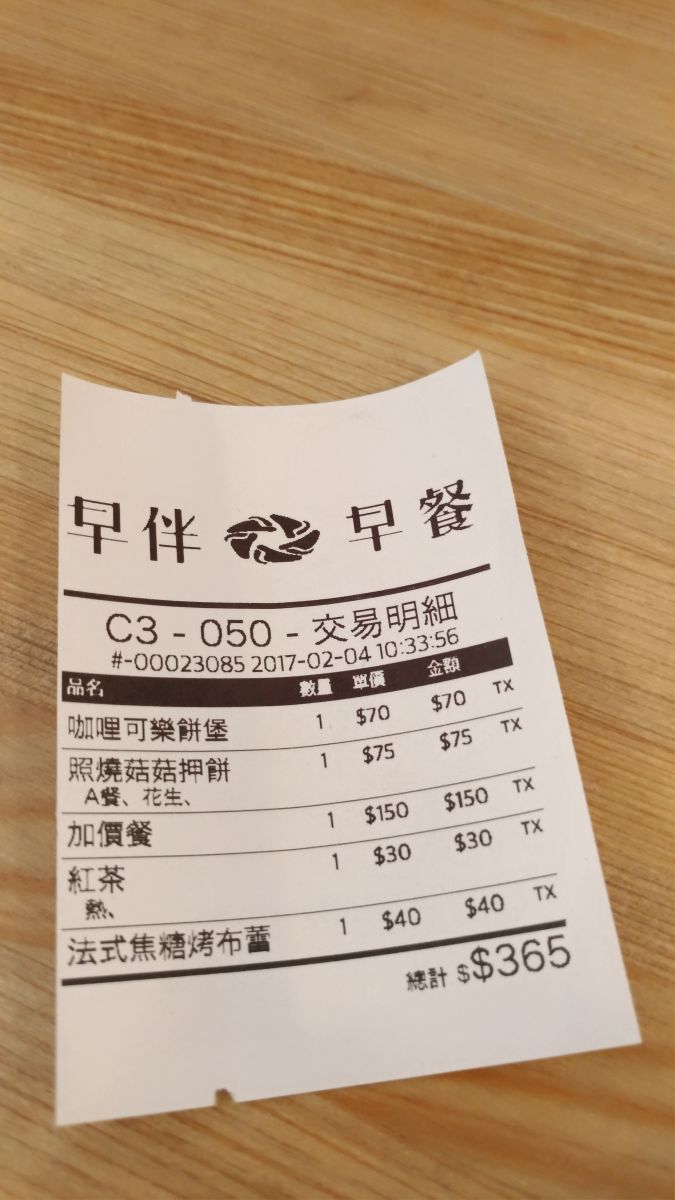 早伴 早餐
C3 - 050 - 交易明細
#-00023085 2017-02-04 10:33:56
品名 數量 單價 金額
咖哩可樂餅堡 1 $70 $70 TX
照燒菇菇押餅 1 $75 $75 TX
A餐、花生、
加價餐 1 $150 $150 TX
紅茶 1 $30 $30 TX
熱、
法式焦糖烤布蕾 1 $40 $40 TX
總計 $$365